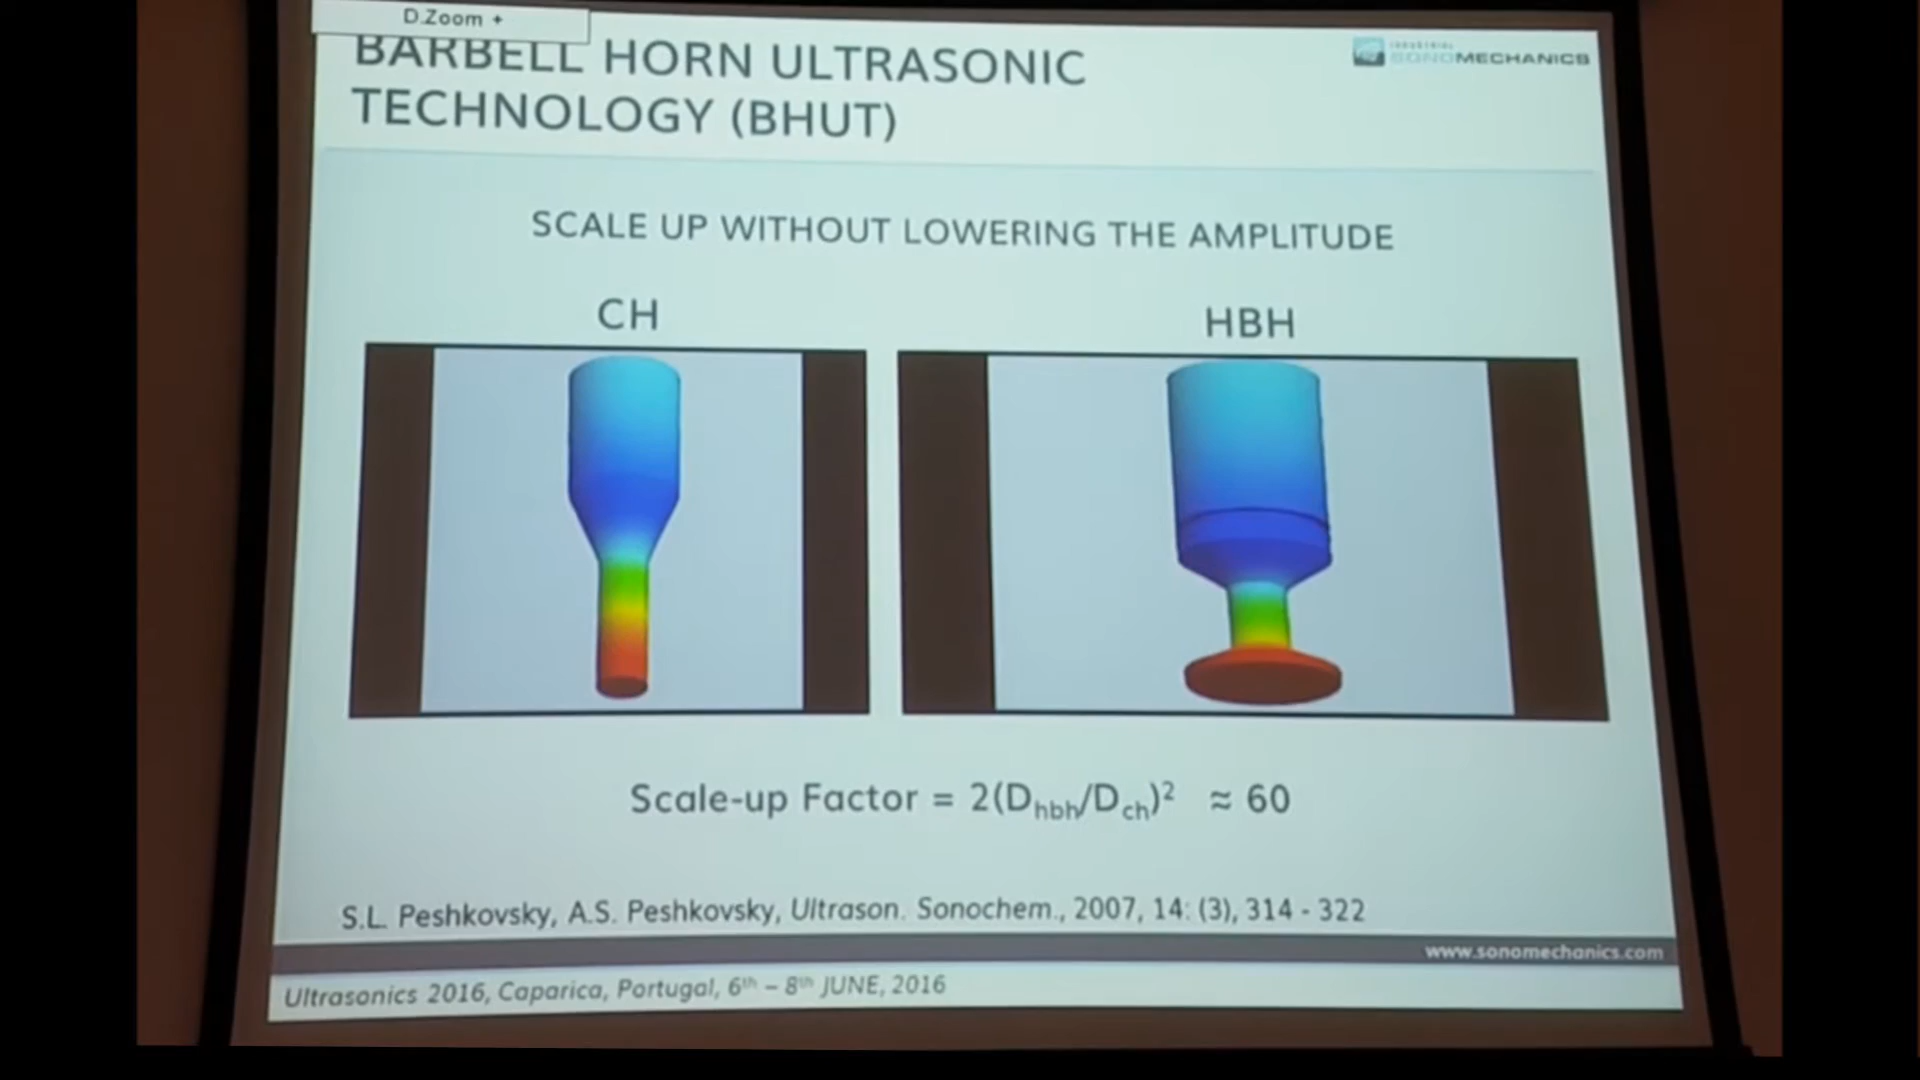 D.Zoom +
BARBELL HORN ULTRASONIC
TECHNOLOGY (BHUT)
INDUSTRIAL
SONOMECHANICS
SCALE UP WITHOUT LOWERING THE AMPLITUDE
CH
HBH
Scale-up Factor = 2(Dhbh/Dch)² ≈ 60
S.L. Peshkovsky, A.S. Peshkovsky, Ultrason. Sonochem., 2007, 14: (3), 314 - 322
www.sonomechanics.com
Ultrasonics 2016, Caparica, Portugal, 6th – 8th JUNE, 2016